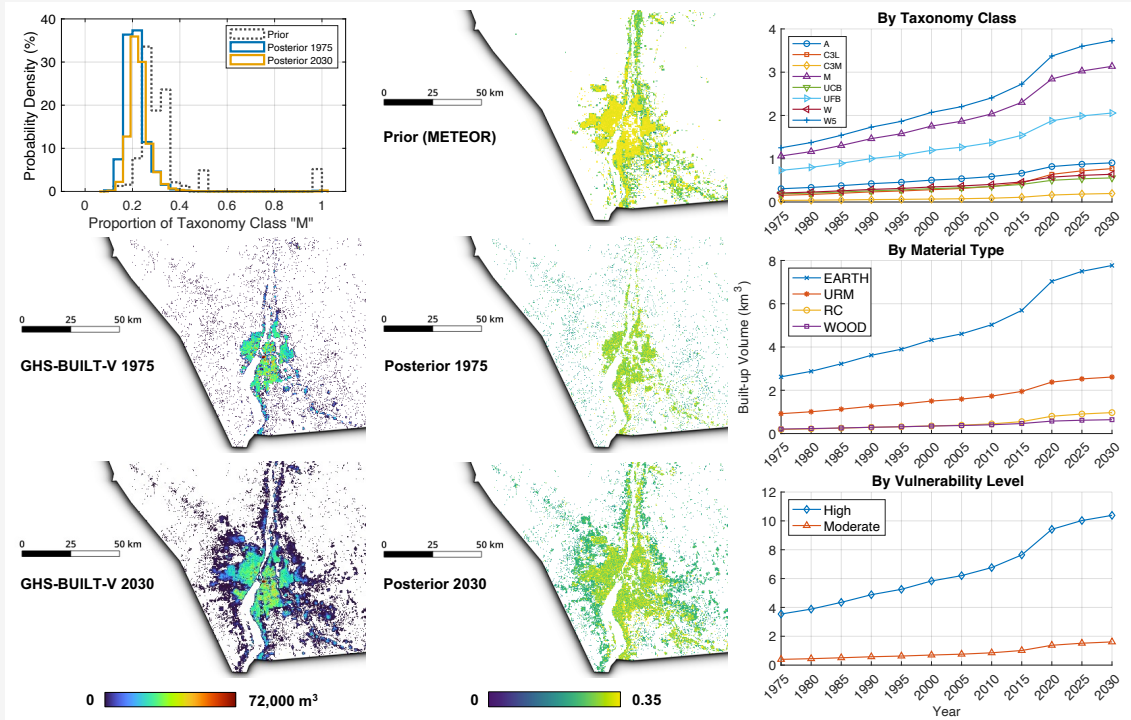 40
30
20
10
0
Probability Density (%)
0 0.2 0.4 0.6 0.8 1
Proportion of Taxonomy Class "M"
Prior
Posterior 1975
Posterior 2030
0 25 50 km
Prior (METEOR)
By Taxonomy Class
4
3
2
1
0
A
C3L
C3M
M
UCB
UFB
W
W5
1975 1980 1985 1990 1995 2000 2005 2010 2015 2020 2025 2030
0 25 50 km
GHS-BUILT-V 1975
0 25 50 km
Posterior 1975
By Material Type
8
6
4
2
0
Built-up Volume (km³)
EARTH
URM
RC
WOOD
1975 1980 1985 1990 1995 2000 2005 2010 2015 2020 2025 2030
0 25 50 km
GHS-BUILT-V 2030
0 25 50 km
Posterior 2030
By Vulnerability Level
12
10
8
6
4
2
0
High
Moderate
1975 1980 1985 1990 1995 2000 2005 2010 2015 2020 2025 2030
Year
0 72,000 m³
0 0.35